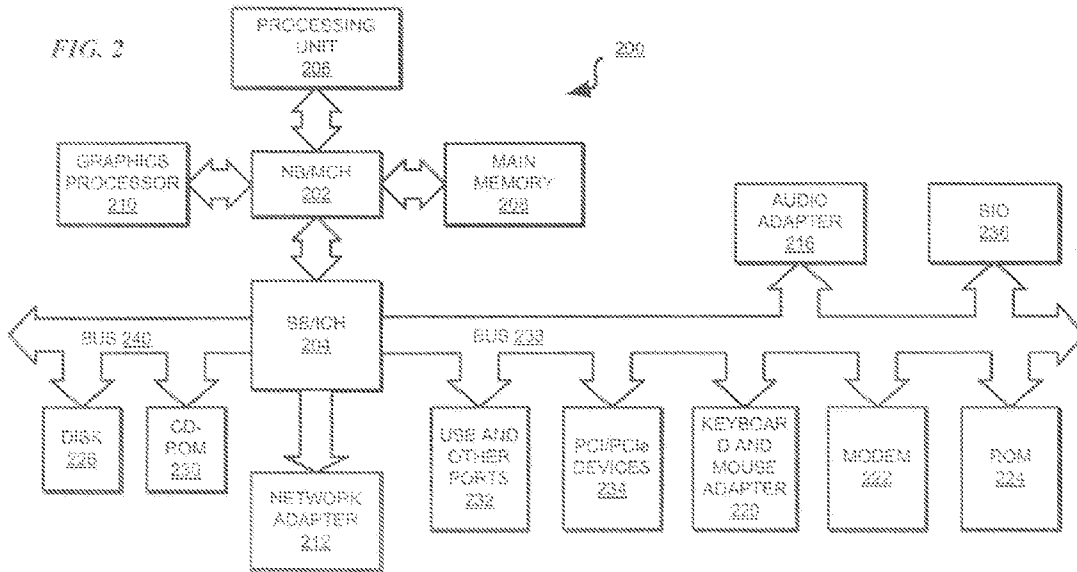 FIG. 2
PROCESSING
UNIT
206
200
GRAPHICS
PROCESSOR
210
NB/MCH
202
MAIN
MEMORY
208
AUDIO
ADAPTER
216
SIO
236
SB/ICH
204
BUS 240
BUS 238
DISK
226
CD-
ROM
230
USB AND
OTHER
PORTS
232
PCI/PCIe
DEVICES
234
KEYBOAR
D AND
MOUSE
ADAPTER
220
MODEM
222
ROM
224
NETWORK
ADAPTER
212